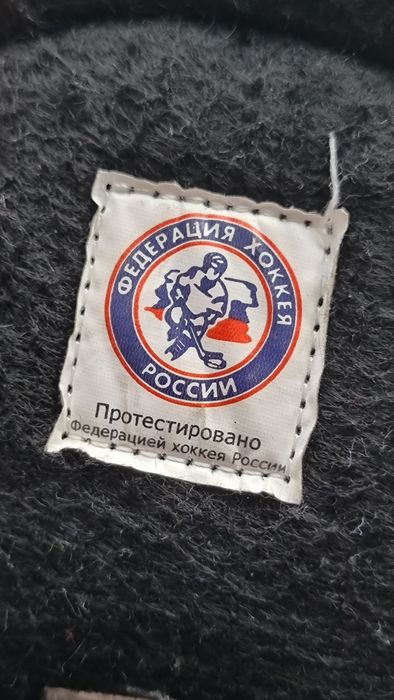 ФЕДЕРАЦИЯ ХОККЕЯ
РОССИИ
Протестировано
Федерацией хоккея России